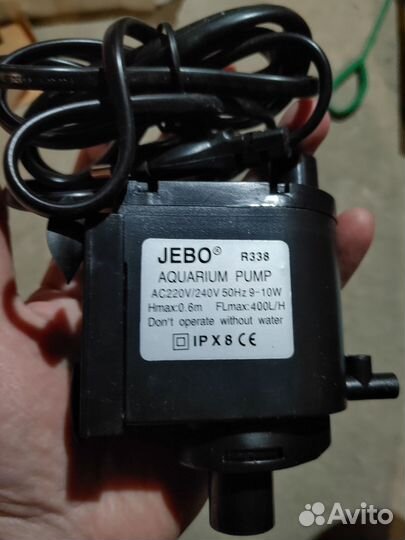 JEBO® R338
AQUARIUM PUMP
AC220V/240V 50Hz 9-10W
Hmax:0.6m FLmax:400L/H
Don't operate without water
IPX8 CE
Avito